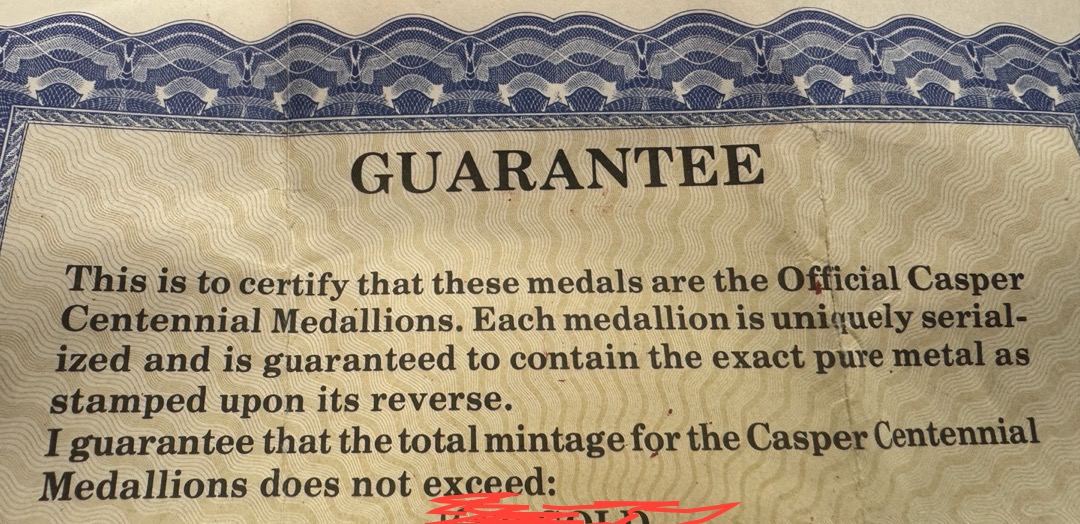 GUARANTEE
This is to certify that these medals are the Official Casper
Centennial Medallions. Each medallion is uniquely serial-
ized and is guaranteed to contain the exact pure metal as
stamped upon its reverse.
I guarantee that the total mintage for the Casper Centennial
Medallions does not exceed:
GOLD